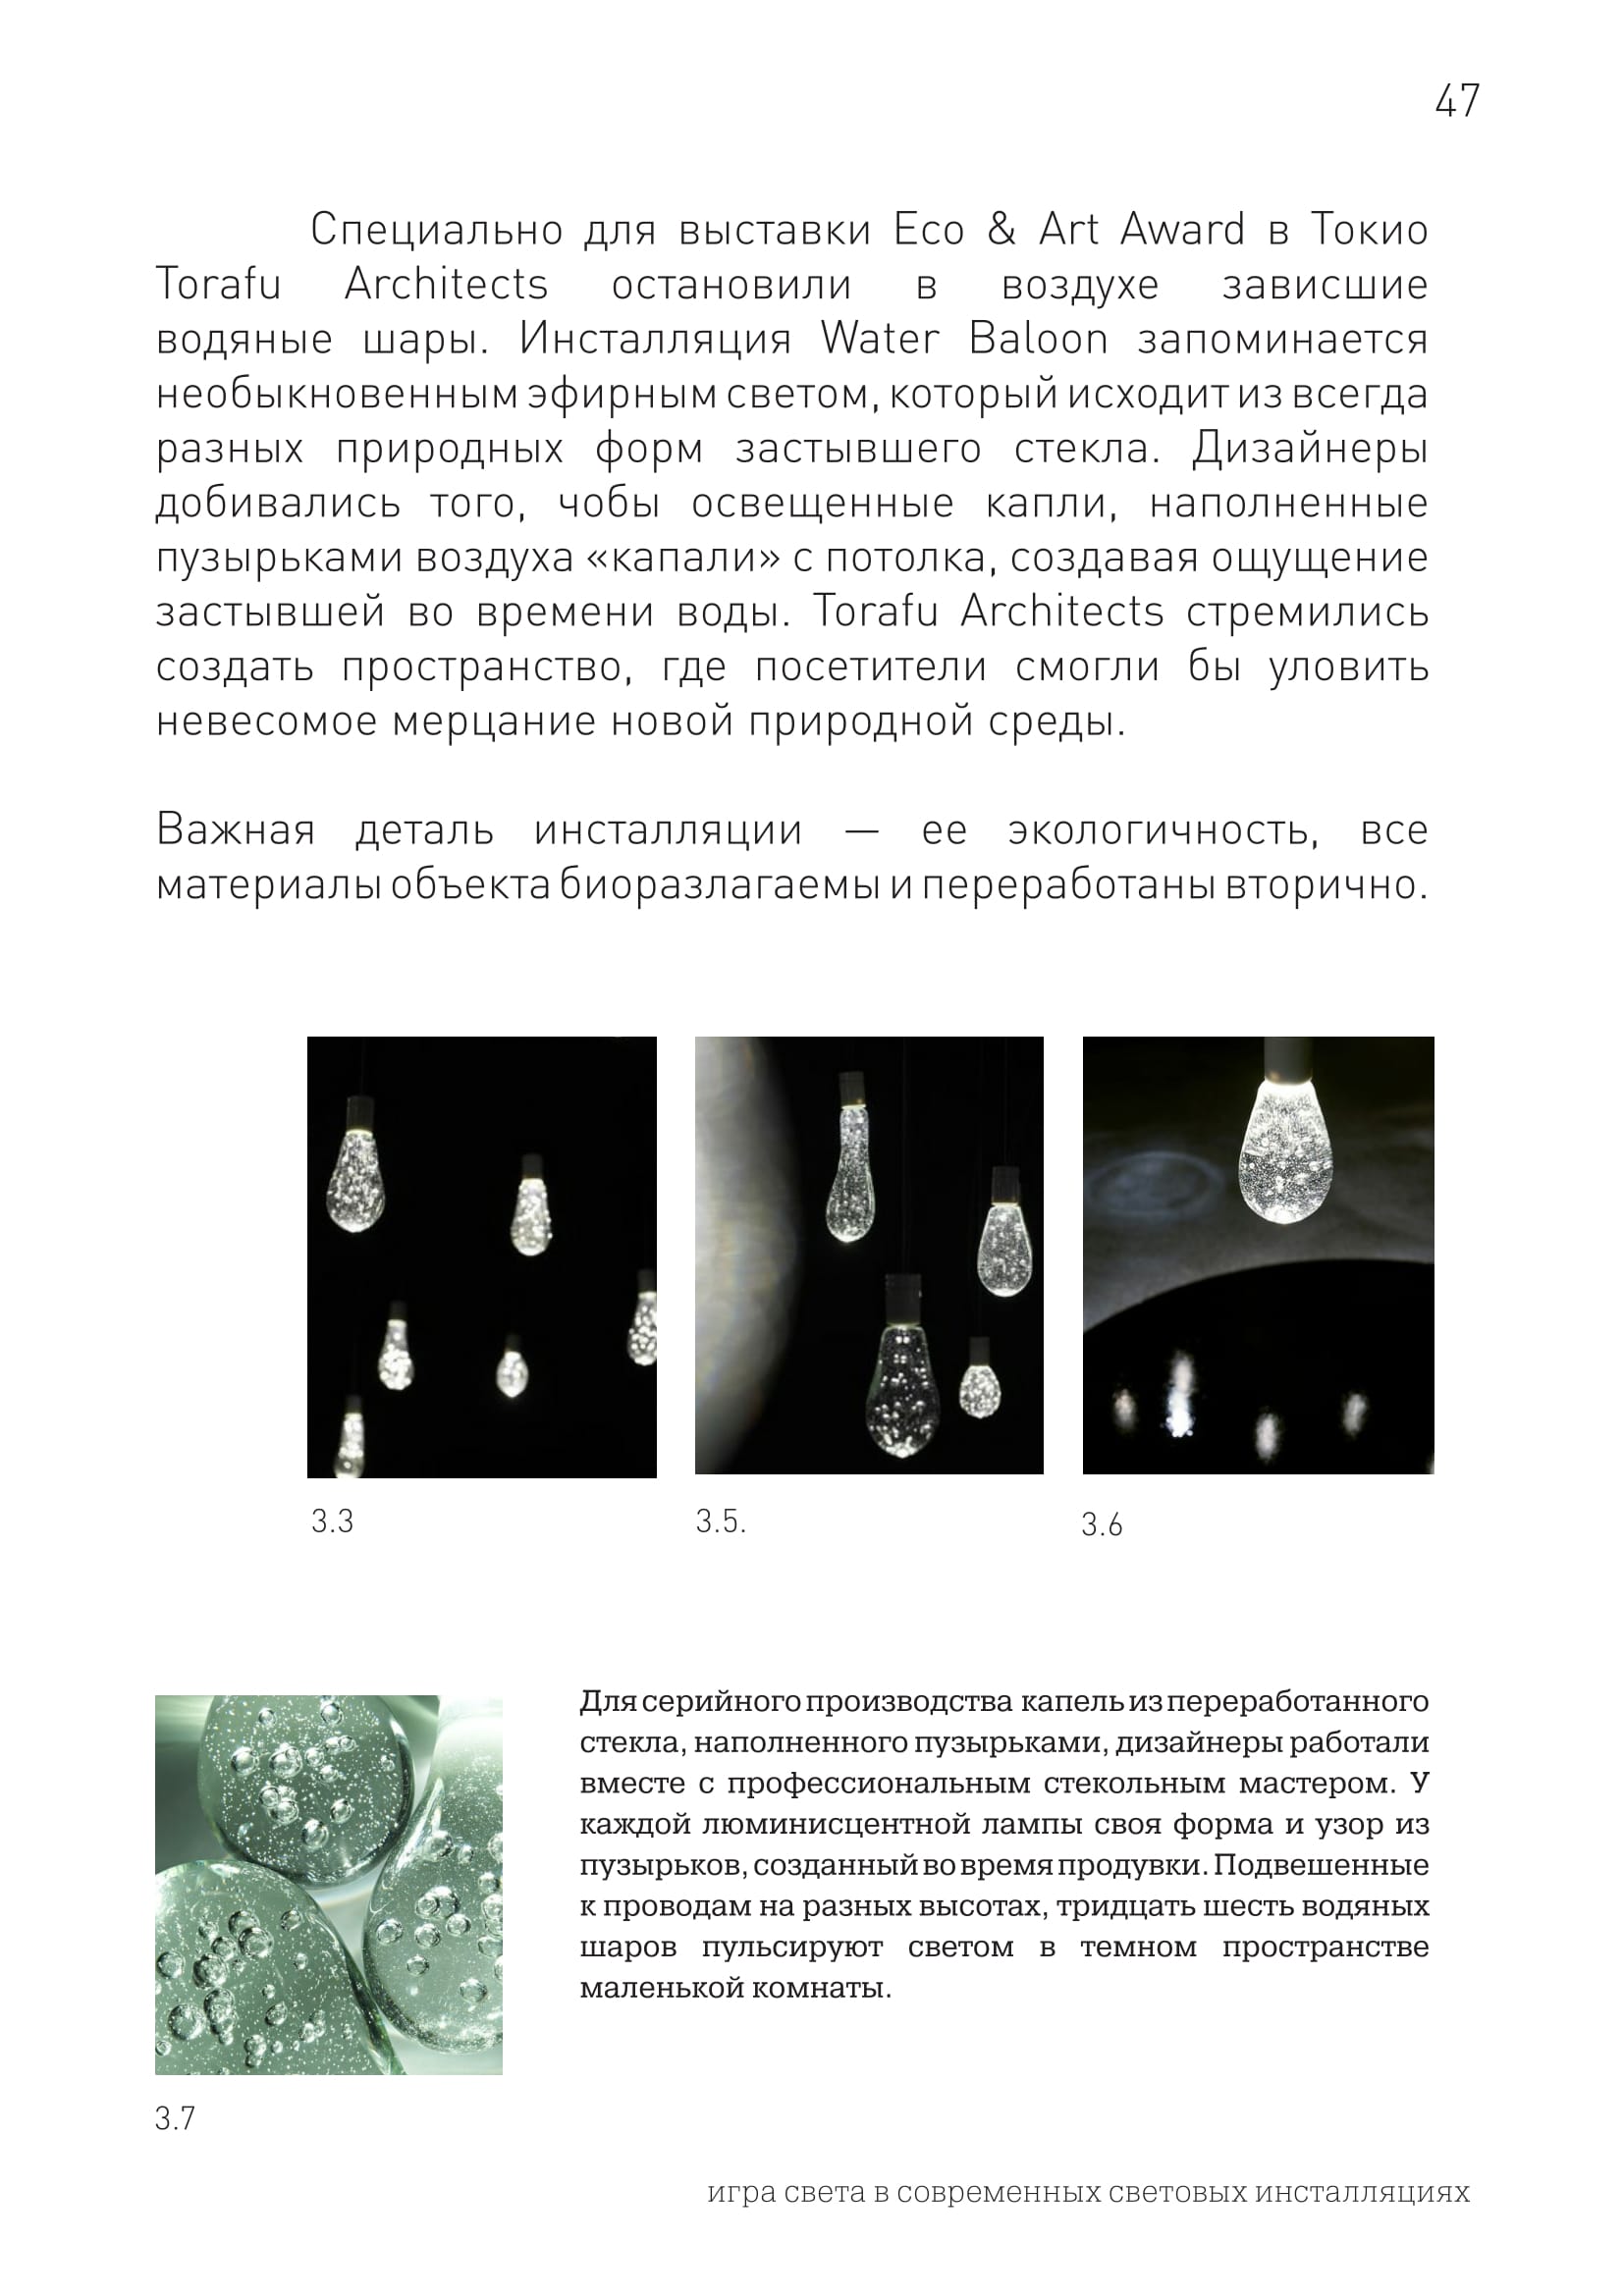 47
Специально для выставки Eco & Art Award в Токио
Torafu Architects остановили в воздухе зависшие
водяные шары. Инсталляция Water Baloon запоминается
необыкновенным эфирным светом, который исходит из всегда
разных природных форм застывшего стекла. Дизайнеры
добивались того, чобы освещенные капли, наполненные
пузырьками воздуха «капали» с потолка, создавая ощущение
застывшей во времени воды. Torafu Architects стремились
создать пространство, где посетители смогли бы уловить
невесомое мерцание новой природной среды.
Важная деталь инсталляции — ее экологичность, все
материалы объекта биоразлагаемы и переработаны вторично.
3.3
3.5.
3.6
Для серийного производства капель из переработанного
стекла, наполненного пузырьками, дизайнеры работали
вместе с профессиональным стекольным мастером. У
каждой люминисцентной лампы своя форма и узор из
пузырьков, созданный во время продувки. Подвешенные
к проводам на разных высотах, тридцать шесть водяных
шаров пульсируют светом в темном пространстве
маленькой комнаты.
3.7
игра света в современных световых инсталляциях